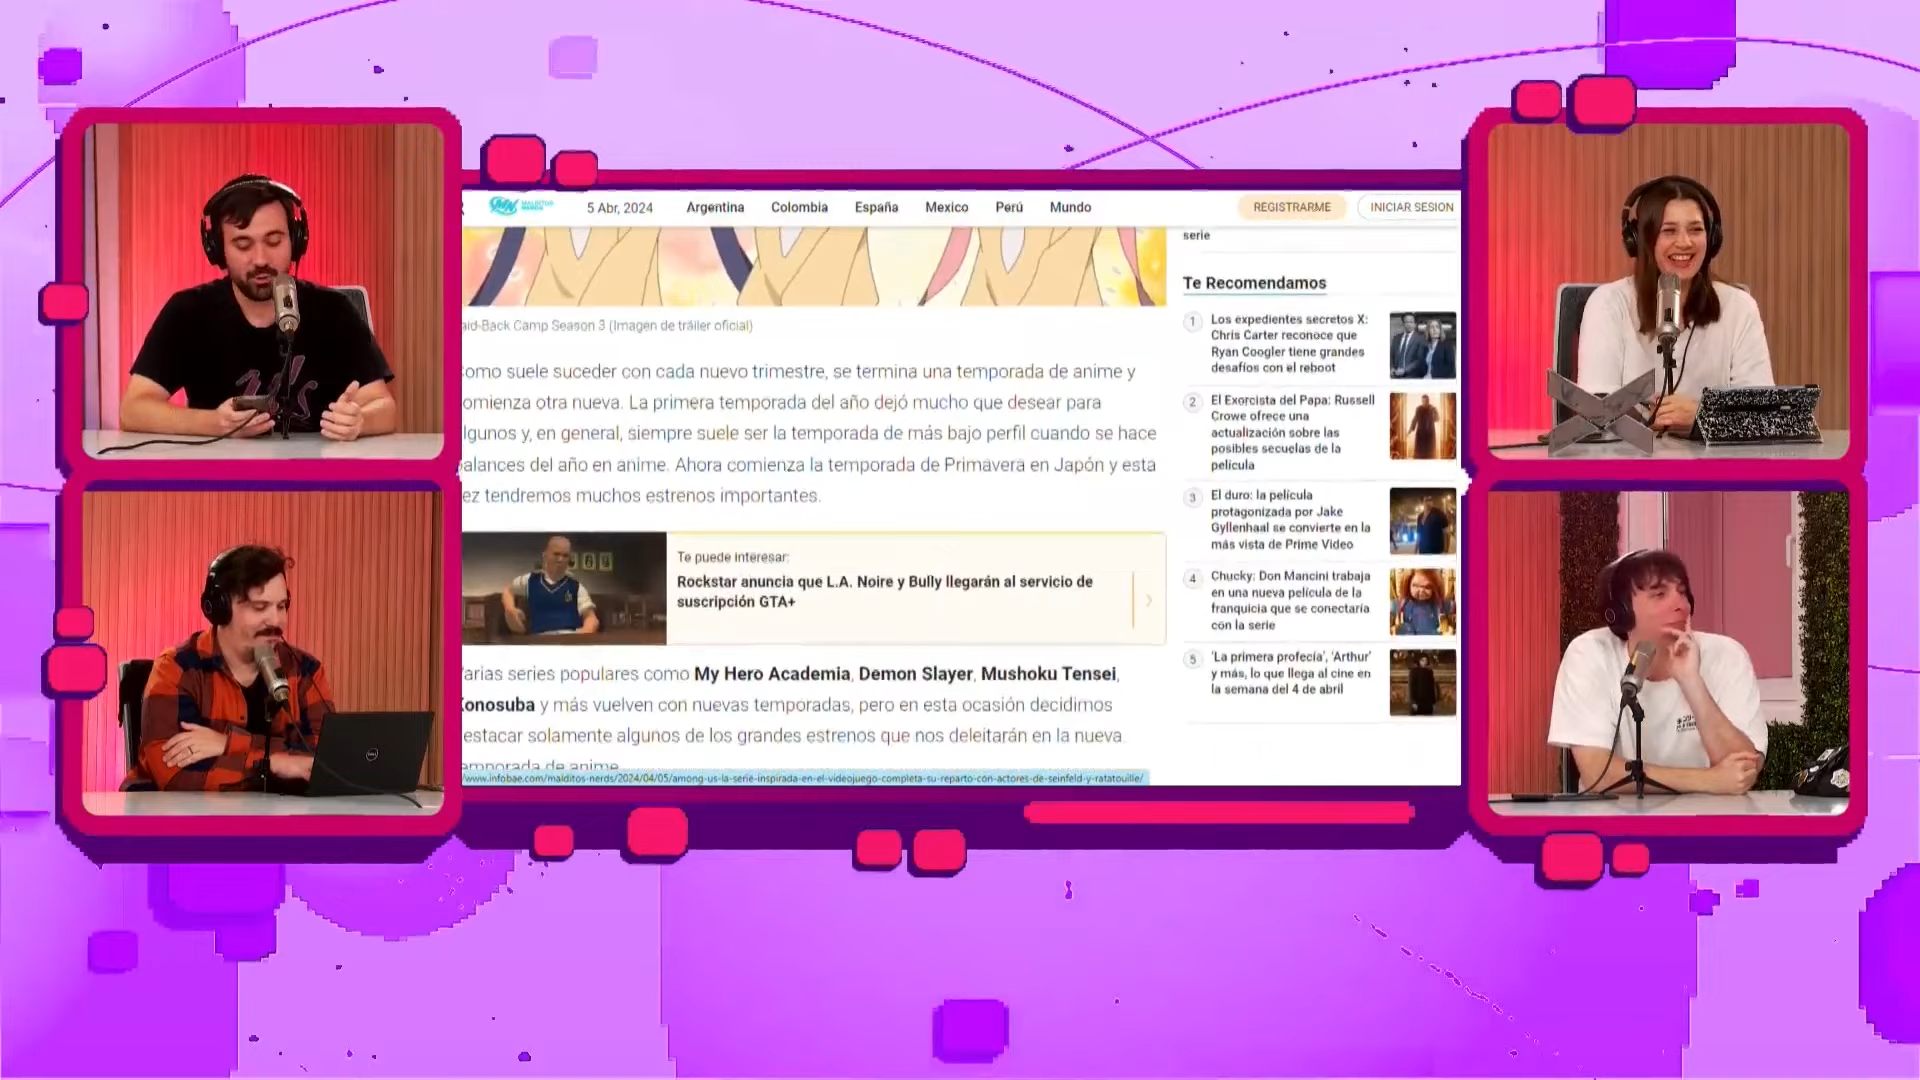 MALDITOS NERDS
5 Abr, 2024
Argentina
Colombia
España
Mexico
Perú
Mundo
REGISTRARME
INICIAR SESION
aid-Back Camp Season 3 (Imagen de tráiler oficial)
omo suele suceder con cada nuevo trimestre, se termina una temporada de anime y
omienza otra nueva. La primera temporada del año dejó mucho que desear para
lgunos y, en general, siempre suele ser la temporada de más bajo perfil cuando se hace
alances del año en anime. Ahora comienza la temporada de Primavera en Japón y esta
ez tendremos muchos estrenos importantes.
Te puede interesar:
Rockstar anuncia que L.A. Noire y Bully llegarán al servicio de
suscripción GTA+
arias series populares como My Hero Academia, Demon Slayer, Mushoku Tensei,
Konosuba y más vuelven con nuevas temporadas, pero en esta ocasión decidimos
estacar solamente algunos de los grandes estrenos que nos deleitarán en la nueva
emporada de anime
/www.infobae.com/malditos-nerds/2024/04/05/among-us-la-serie-inspirada-en-el-videojuego-completa-su-reparto-con-actores-de-seinfeld-y-ratatouille/
serie
Te Recomendamos
1
Los expedientes secretos X:
Chris Carter reconoce que
Ryan Coogler tiene grandes
desafíos con el reboot
2
El Exorcista del Papa: Russell
Crowe ofrece una
actualización sobre las
posibles secuelas de la
película
3
El duro: la película
protagonizada por Jake
Gyllenhaal se convierte en la
más vista de Prime Video
4
Chucky: Don Mancini trabaja
en una nueva película de la
franquicia que se conectaría
con la serie
5
'La primera profecía', 'Arthur'
y más, lo que llega al cine en
la semana del 4 de abril